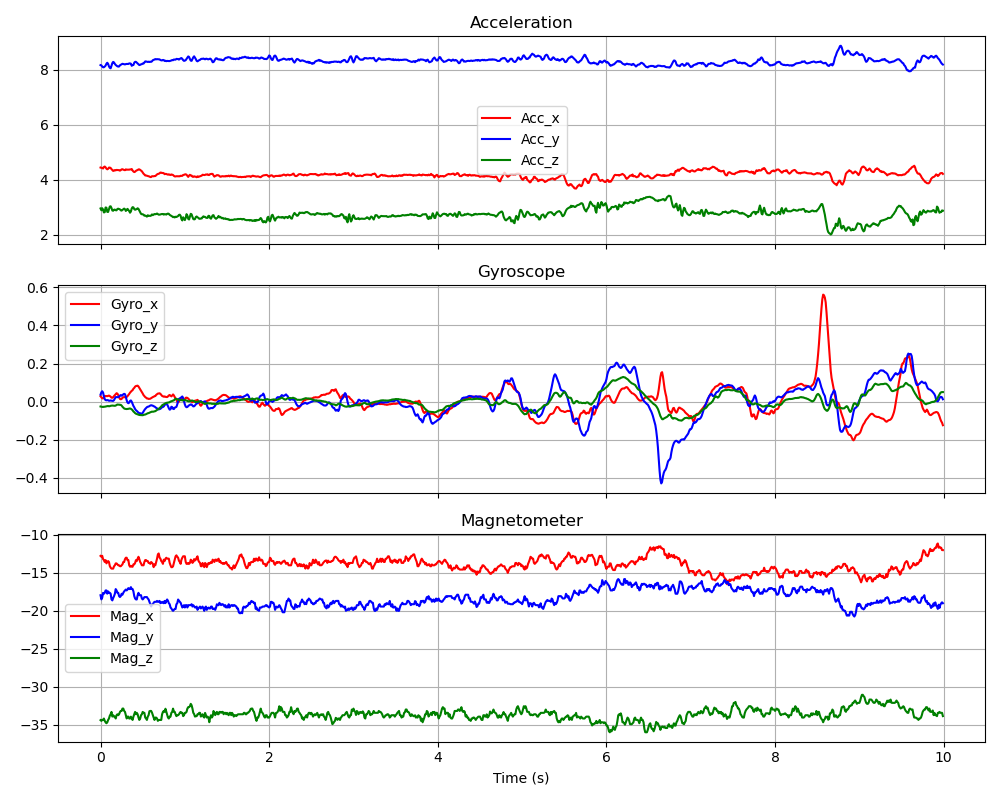 Acceleration
8
6
4
2
Acc_x
Acc_y
Acc_z
Gyroscope
0.6
0.4
0.2
0.0
−0.2
−0.4
Gyro_x
Gyro_y
Gyro_z
Magnetometer
−10
−15
−20
−25
−30
−35
Mag_x
Mag_y
Mag_z
0 2 4 6 8 10
Time (s)